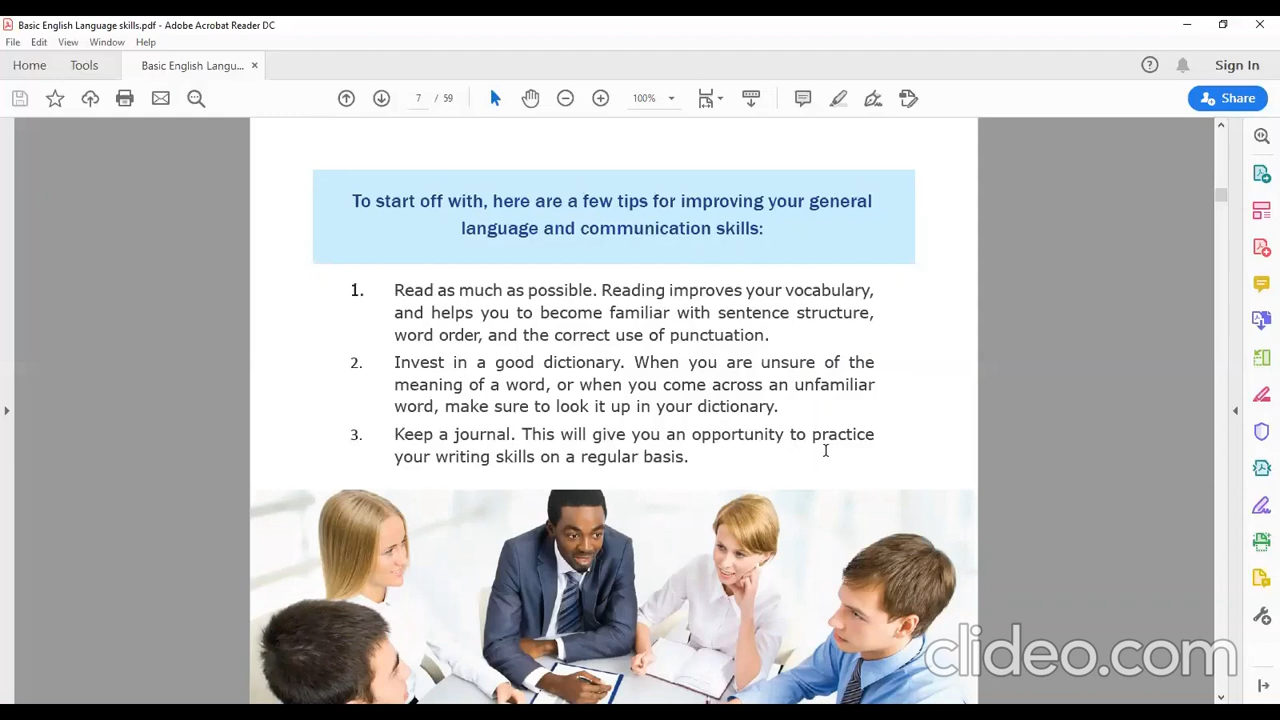 Basic English Language skills.pdf - Adobe Acrobat Reader DC
File Edit View Window Help
Home Tools Basic English Langu... × Sign In
7 / 59 100% Share
To start off with, here are a few tips for improving your general
language and communication skills:
1. Read as much as possible. Reading improves your vocabulary,
and helps you to become familiar with sentence structure,
word order, and the correct use of punctuation.
2. Invest in a good dictionary. When you are unsure of the
meaning of a word, or when you come across an unfamiliar
word, make sure to look it up in your dictionary.
3. Keep a journal. This will give you an opportunity to practice
your writing skills on a regular basis.
clideo.com